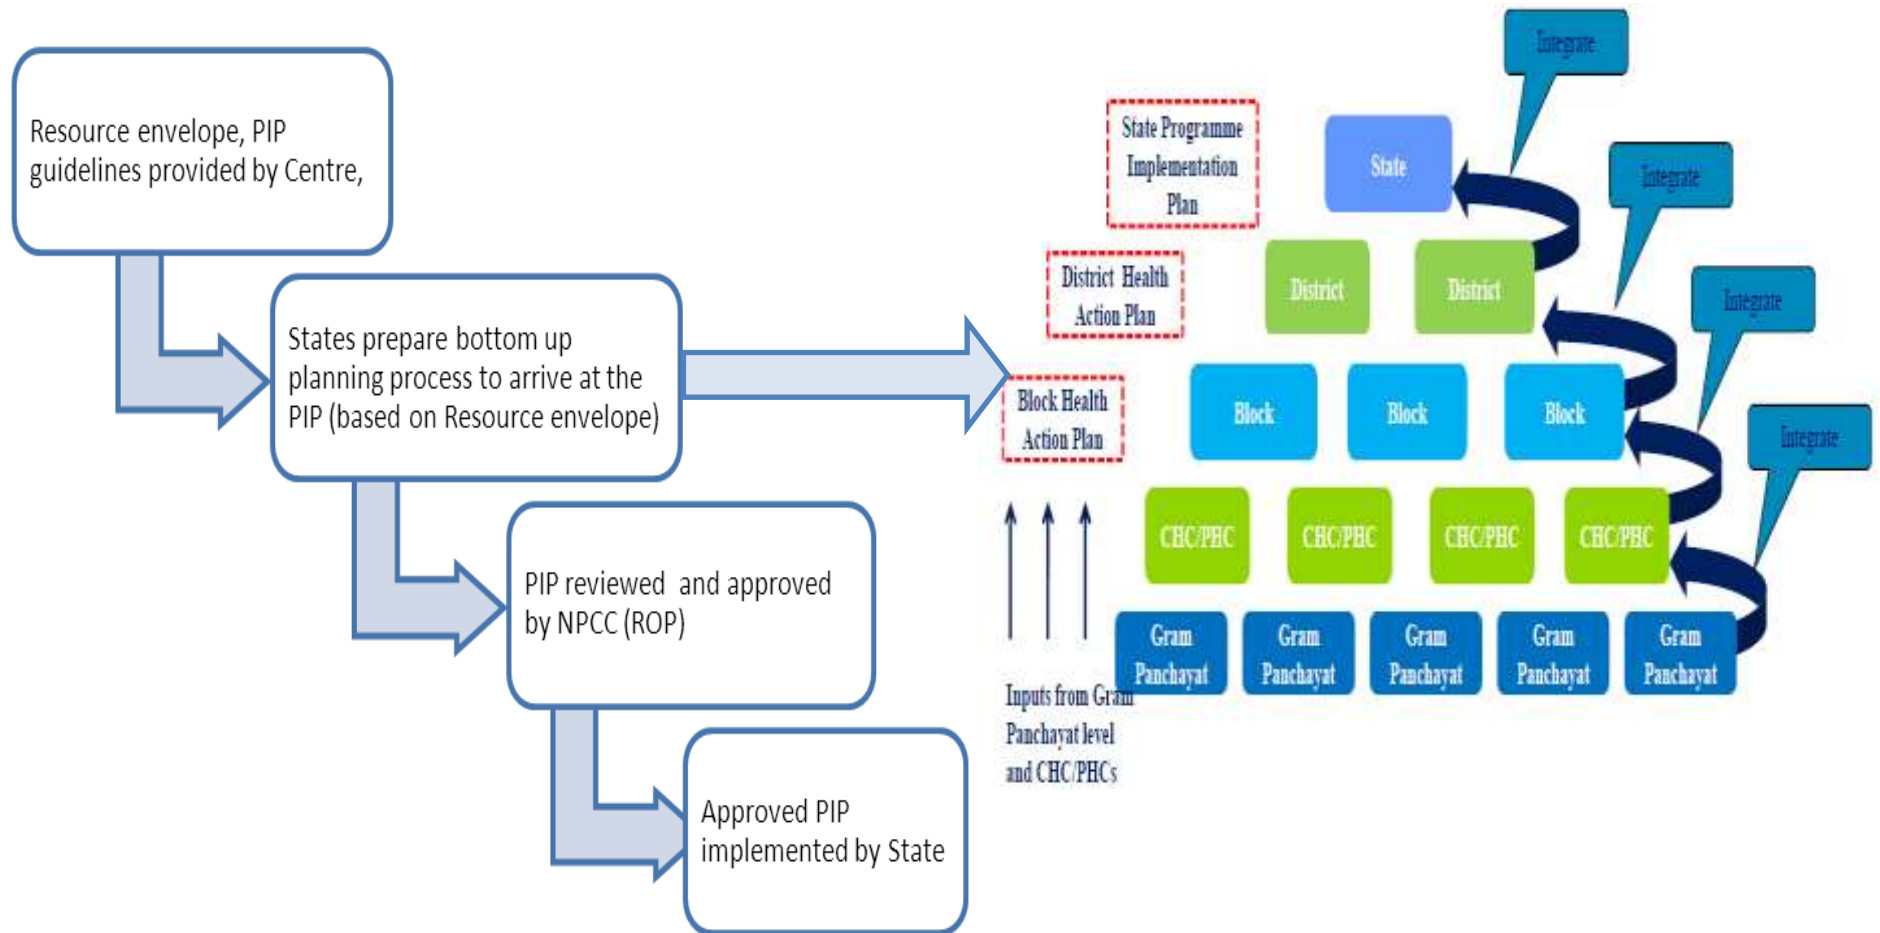 Resource envelope, PIP
guidelines provided by Centre,
States prepare bottom up
planning process to arrive at the
PIP (based on Resource envelope)
PIP reviewed and approved
by NPCC (ROP)
Approved PIP
implemented by State
Integrate
State Programme
Implementation
Plan
State
Integrate
District Health
Action Plan
District
District
Integrate
Block Health
Action Plan
Block
Block
Block
Integrate
CHC/PHC
CHC/PHC
CHC/PHC
CHC/PHC
Gram
Panchayat
Gram
Panchayat
Gram
Panchayat
Gram
Panchayat
Gram
Panchayat
Inputs from Gram
Panchayat level
and CHC/PHCs